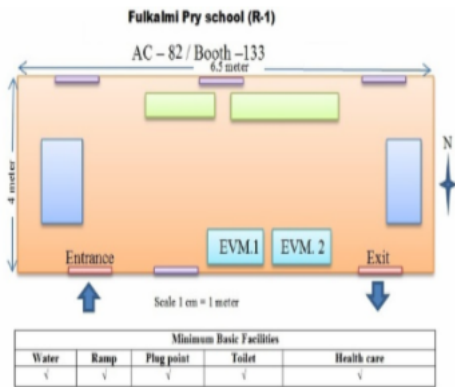 Fulkalmi Pry school (R-1)
AC – 82 / Booth –133
6.5 meter
4 meter
N
EVM.1 EVM. 2
Entrance Exit
Scale 1 cm = 1 meter
Minimum Basic Facilities
Water Ramp Plug point Toilet Health care
√ √ √ √ √